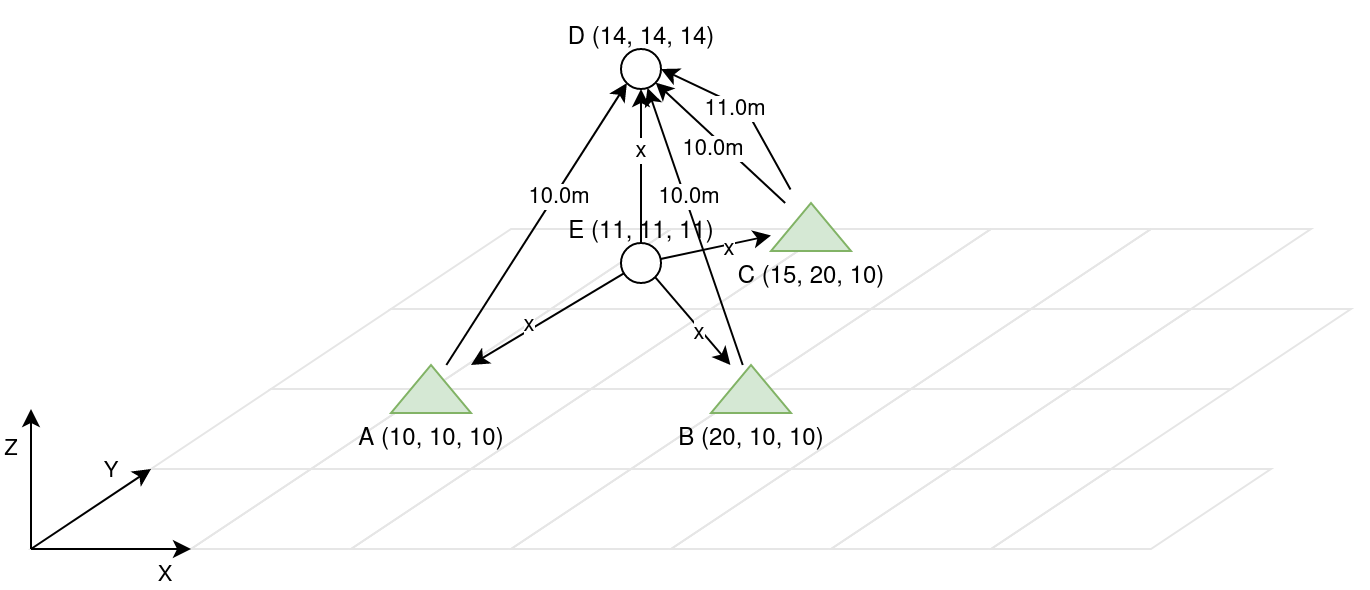 D (14, 14, 14)
11.0m
10.0m
x
10.0m
10.0m
E (11, 11, 11)
x
C (15, 20, 10)
x
x
A (10, 10, 10)
B (20, 10, 10)
Z
Y
X